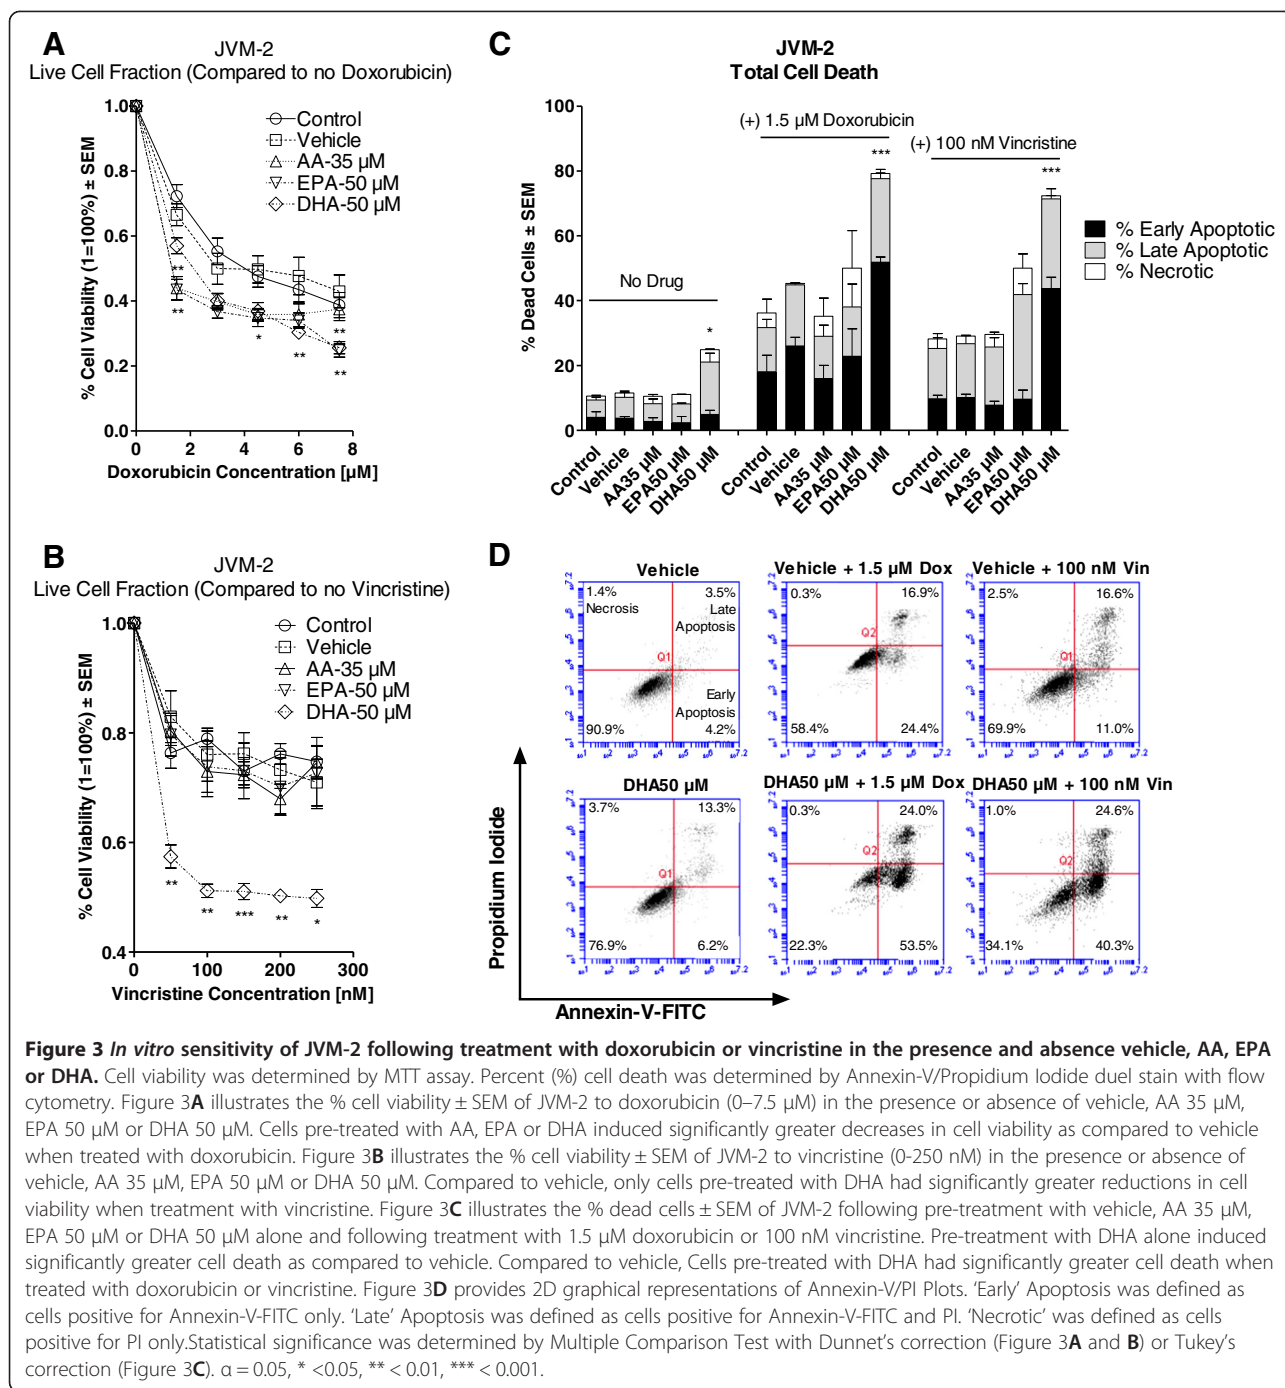 A
JVM-2
Live Cell Fraction (Compared to no Doxorubicin)
% Cell Viability (1=100%) ± SEM
1.0
0.8
0.6
0.4
0.2
0.0
Control
Vehicle
AA-35 µM
EPA-50 µM
DHA-50 µM
**
**
*
**
**
**
0 2 4 6 8
Doxorubicin Concentration [µM]
B
JVM-2
Live Cell Fraction (Compared to no Vincristine)
% Cell Viability (1=100%) ± SEM
1.0
0.8
0.6
0.4
Control
Vehicle
AA-35 µM
EPA-50 µM
DHA-50 µM
** ** *** ** *
0 100 200 300
Vincristine Concentration [nM]
C
JVM-2
Total Cell Death
% Dead Cells ± SEM
100
80
60
40
20
0
No Drug
*
(+) 1.5 µM Doxorubicin
***
(+) 100 nM Vincristine
***
% Early Apoptotic
% Late Apoptotic
% Necrotic
Control Vehicle AA35 µM EPA50 µM DHA50 µM
Control Vehicle AA35 µM EPA50 µM DHA50 µM
Control Vehicle AA35 µM EPA50 µM DHA50 µM
D
Vehicle
1.4% 3.5%
Necrosis Late
Apoptosis
Q1
Early
Apoptosis
90.9% 4.2%
Vehicle + 1.5 µM Dox
0.3% 16.9%
Q2
58.4% 24.4%
Vehicle + 100 nM Vin
2.5% 16.6%
Q1
69.9% 11.0%
DHA50 µM
3.7% 13.3%
Q1
76.9% 6.2%
DHA50 µM + 1.5 µM Dox
0.3% 24.0%
Q2
22.3% 53.5%
DHA50 µM + 100 nM Vin
1.0% 24.6%
Q2
34.1% 40.3%
Propidium Iodide
Annexin-V-FITC
Figure 3 In vitro sensitivity of JVM-2 following treatment with doxorubicin or vincristine in the presence and absence vehicle, AA, EPA
or DHA. Cell viability was determined by MTT assay. Percent (%) cell death was determined by Annexin-V/Propidium Iodide duel stain with flow
cytometry. Figure 3A illustrates the % cell viability ± SEM of JVM-2 to doxorubicin (0–7.5 µM) in the presence or absence of vehicle, AA 35 µM,
EPA 50 µM or DHA 50 µM. Cells pre-treated with AA, EPA or DHA induced significantly greater decreases in cell viability as compared to vehicle
when treated with doxorubicin. Figure 3B illustrates the % cell viability ± SEM of JVM-2 to vincristine (0-250 nM) in the presence or absence of
vehicle, AA 35 µM, EPA 50 µM or DHA 50 µM. Compared to vehicle, only cells pre-treated with DHA had significantly greater reductions in cell
viability when treatment with vincristine. Figure 3C illustrates the % dead cells ± SEM of JVM-2 following pre-treatment with vehicle, AA 35 µM,
EPA 50 µM or DHA 50 µM alone and following treatment with 1.5 µM doxorubicin or 100 nM vincristine. Pre-treatment with DHA alone induced
significantly greater cell death as compared to vehicle. Compared to vehicle, Cells pre-treated with DHA had significantly greater cell death when
treated with doxorubicin or vincristine. Figure 3D provides 2D graphical representations of Annexin-V/PI Plots. ‘Early’ Apoptosis was defined as
cells positive for Annexin-V-FITC only. ‘Late’ Apoptosis was defined as cells positive for Annexin-V-FITC and PI. ‘Necrotic’ was defined as cells
positive for PI only.Statistical significance was determined by Multiple Comparison Test with Dunnet’s correction (Figure 3A and B) or Tukey’s
correction (Figure 3C). α = 0.05, * <0.05, ** < 0.01, *** < 0.001.